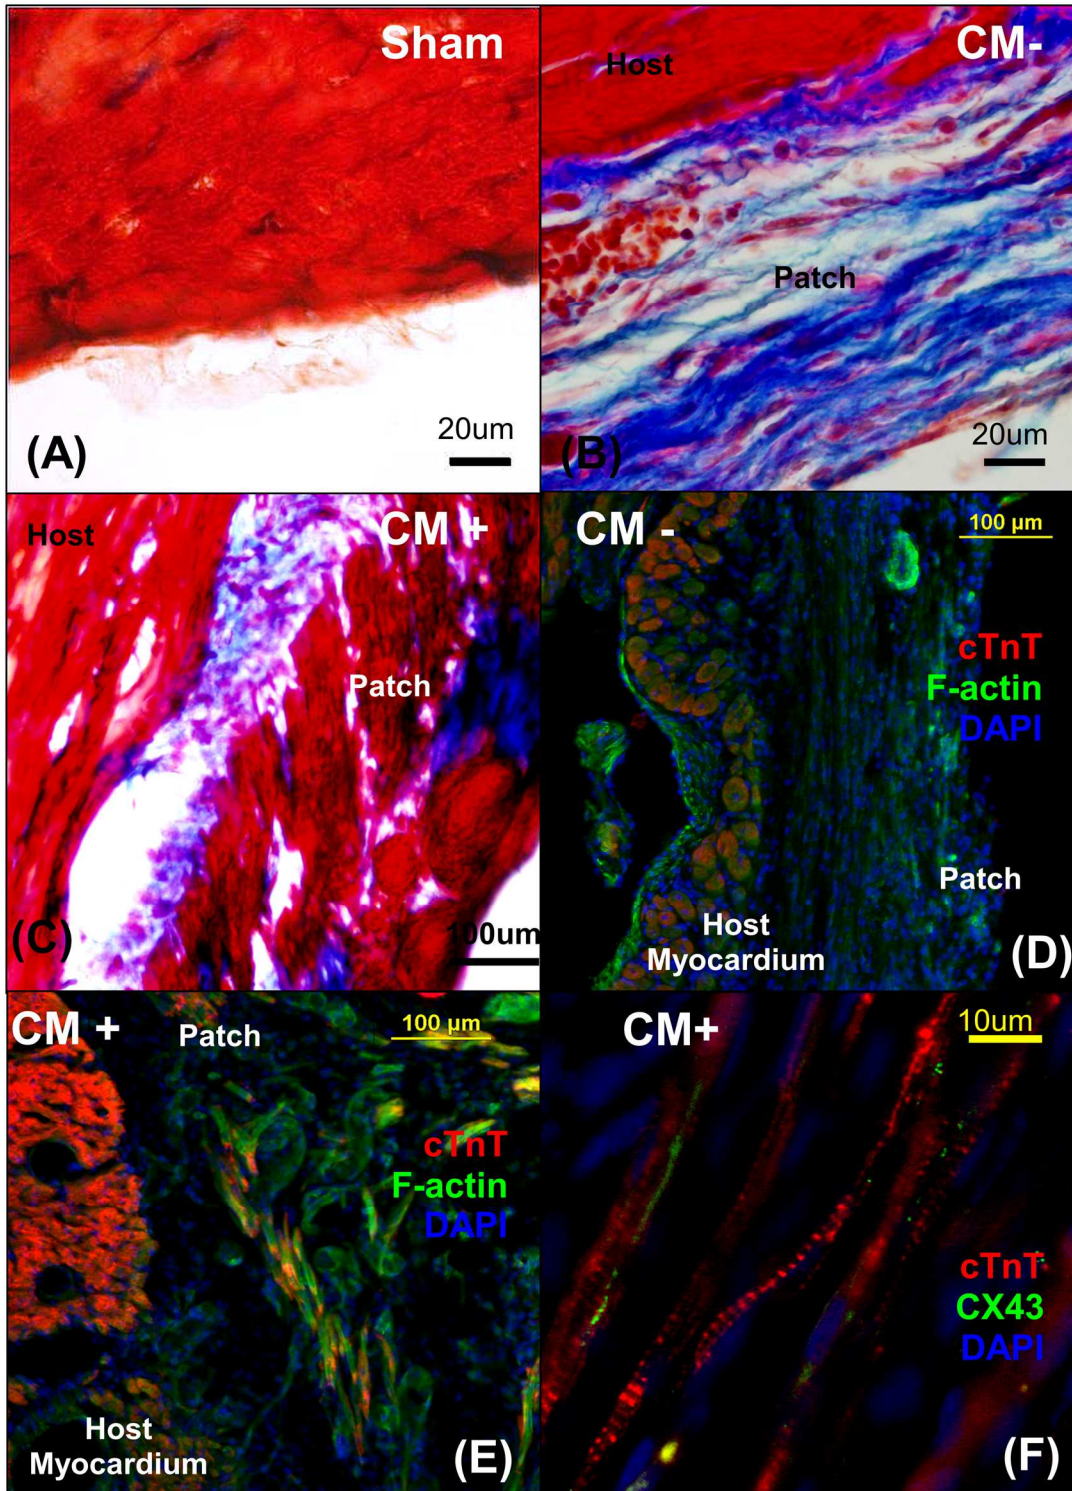 Sham
20um
(A)
CM-
Host
Patch
20um
(B)
CM +
Host
Patch
100um
(C)
CM -
100 µm
cTnT
F-actin
DAPI
Patch
Host
Myocardium
(D)
CM +
Patch
100 µm
cTnT
F-actin
DAPI
Host
Myocardium
(E)
CM+
10um
cTnT
CX43
DAPI
(F)